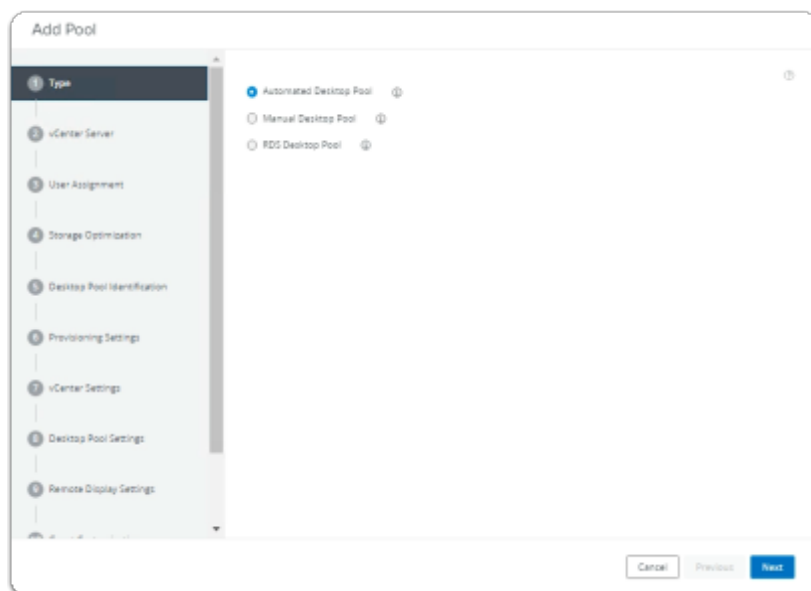 Add Pool
1 Type
2 vCenter Server
3 User Assignment
4 Storage Optimization
5 Desktop Pool Identification
6 Provisioning Settings
7 vCenter Settings
8 Desktop Pool Settings
9 Remote Display Settings
Automated Desktop Pool
Manual Desktop Pool
RDS Desktop Pool
Cancel
Previous
Next